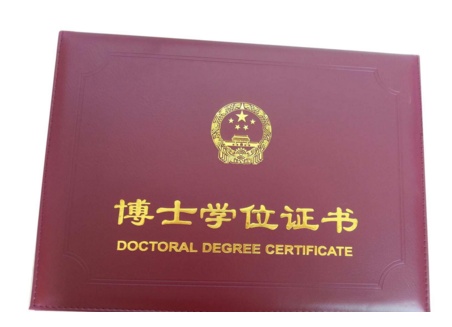 博士学位证书
DOCTORAL DEGREE CERTIFICATE